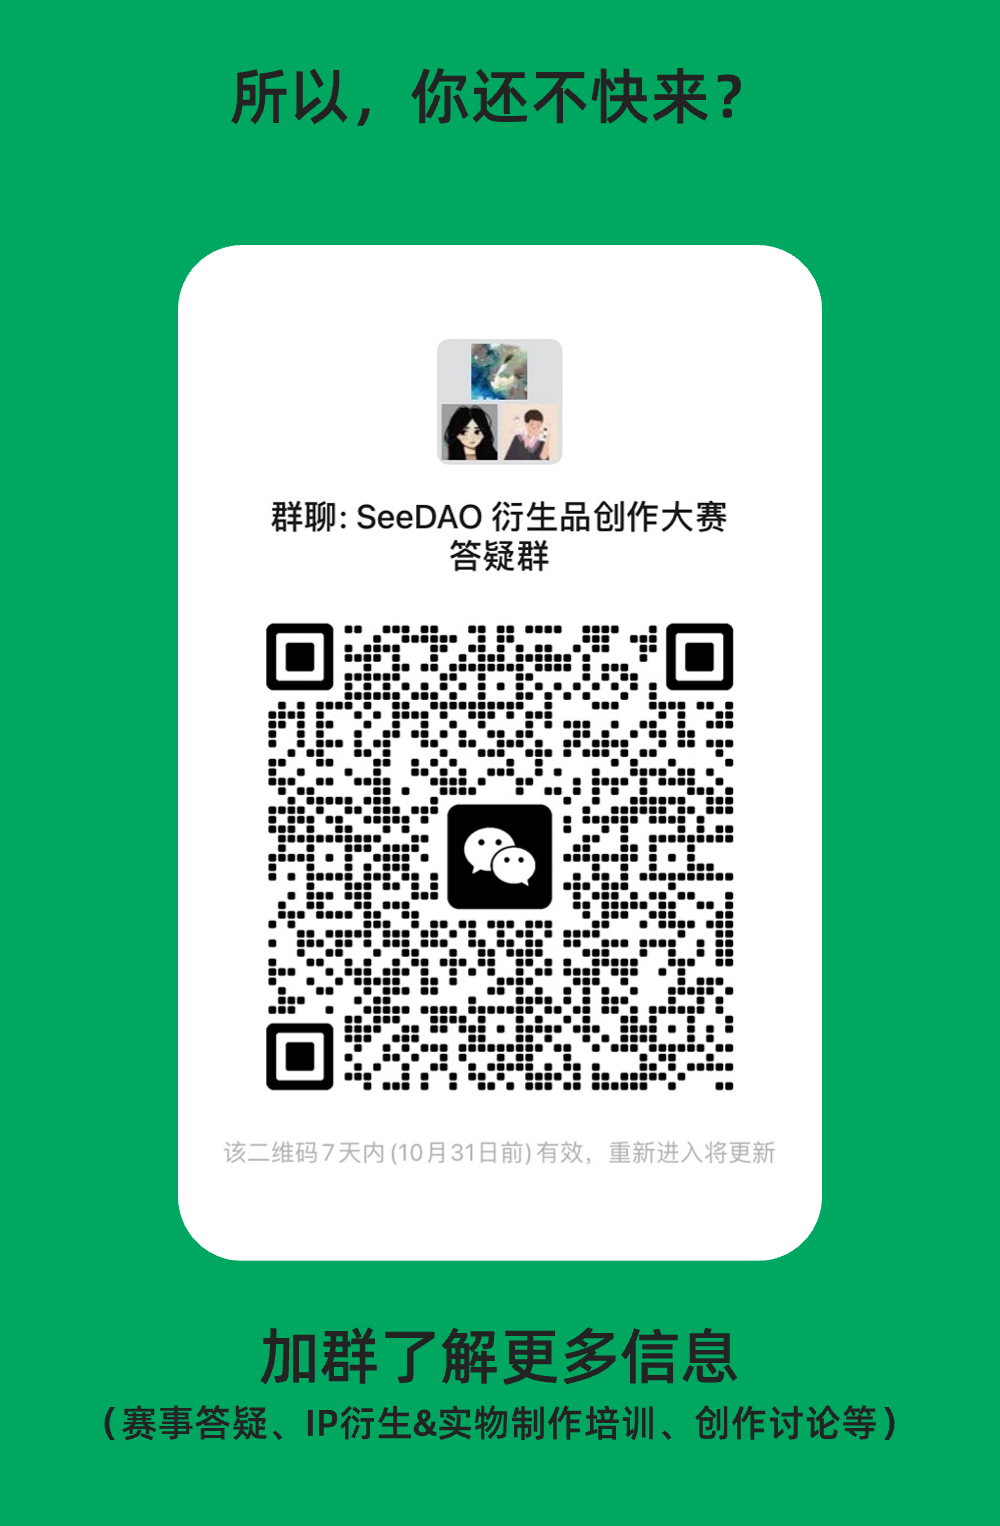 所以，你还不快来？
群聊: SeeDAO 衍生品创作大赛
答疑群
该二维码7天内(10月31日前)有效，重新进入将更新
加群了解更多信息
（赛事答疑、IP衍生&实物制作培训、创作讨论等）